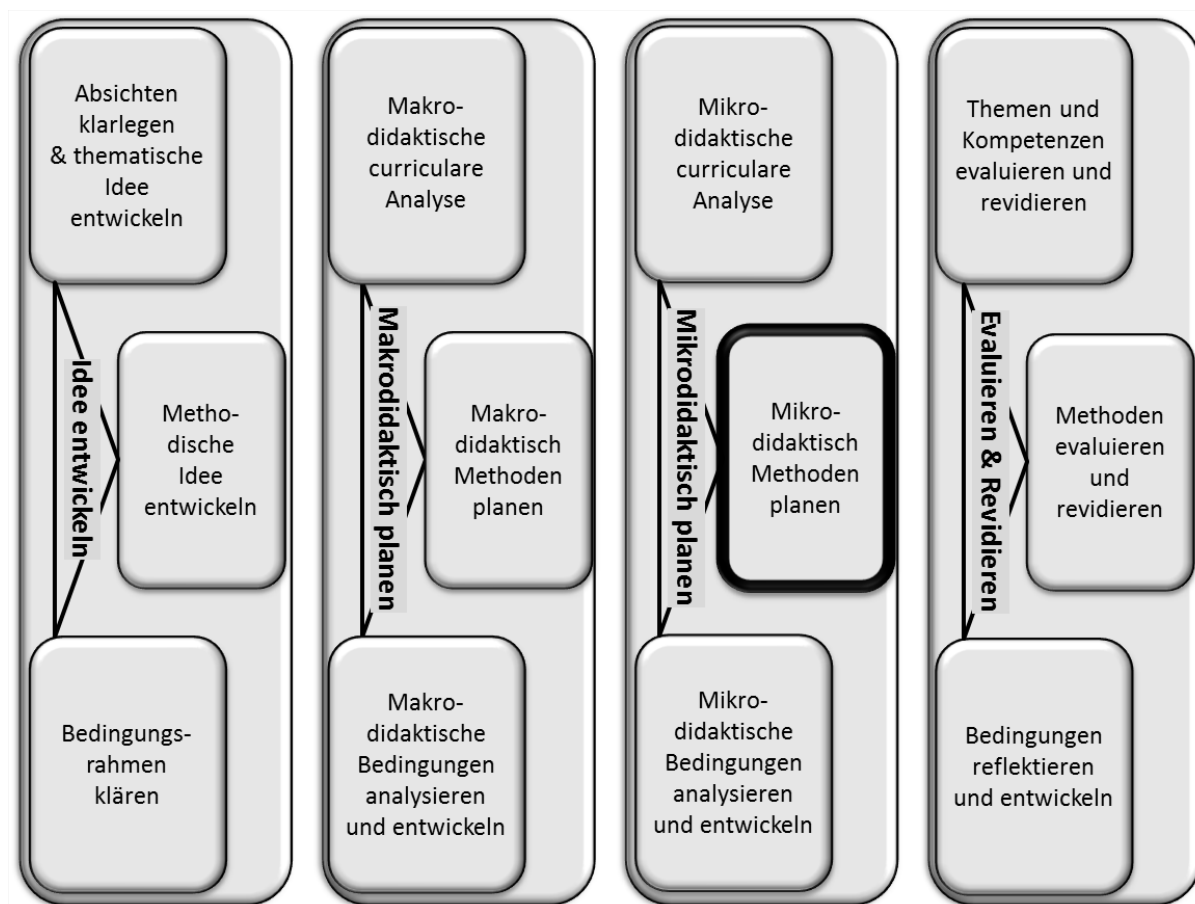 Absichten
klarlegen
& thematische
Idee
entwickeln
Idee entwickeln
Metho-
dische
Idee
entwickeln
Bedingungs-
rahmen
klären
Makro-
didaktische
curriculare
Analyse
Makrodidaktisch planen
Makro-
didaktisch
Methoden
planen
Makro-
didaktische
Bedingungen
analysieren
und entwickeln
Mikro-
didaktische
curriculare
Analyse
Mikrodidaktisch planen
Mikro-
didaktisch
Methoden
planen
Mikro-
didaktische
Bedingungen
analysieren
und entwickeln
Themen und
Kompetenzen
evaluieren und
revidieren
Evaluieren & Revidieren
Methoden
evaluieren
und
revidieren
Bedingungen
reflektieren
und entwickeln